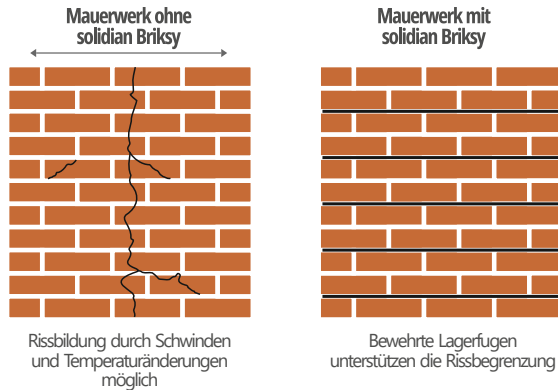 Mauerwerk ohne
solidian Briksy
Mauerwerk mit
solidian Briksy
Rissbildung durch Schwinden
und Temperaturänderungen
möglich
Bewehrte Lagerfugen
unterstützen die Rissbegrenzung